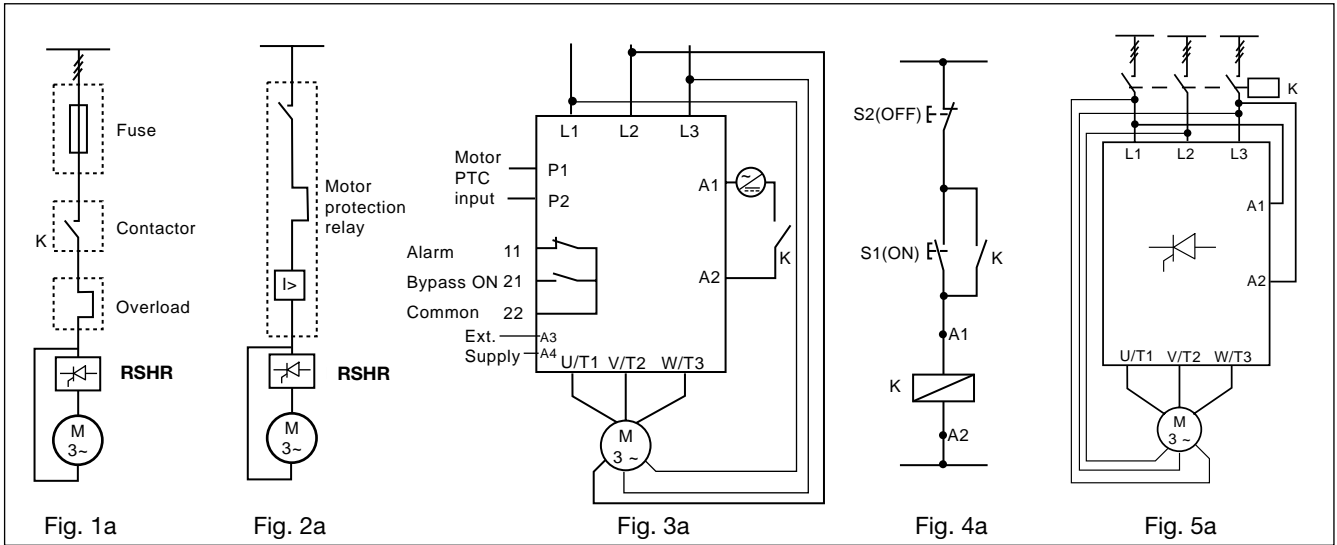 Fuse
K
Contactor
Overload
RSHR
M
3~
Fig. 1a
Motor
protection
relay
I>
RSHR
M
3~
Fig. 2a
L1 L2 L3
Motor
PTC
input
P1
P2
A1
~
K
A2
Alarm 11
Bypass ON 21
Common 22
Ext. A3
Supply A4
U/T1 V/T2 W/T3
M
3 ~
Fig. 3a
S2(OFF)
S1(ON)
K
A1
K
A2
Fig. 4a
K
L1 L2 L3
A1
A2
U/T1 V/T2 W/T3
M
3 ~
Fig. 5a